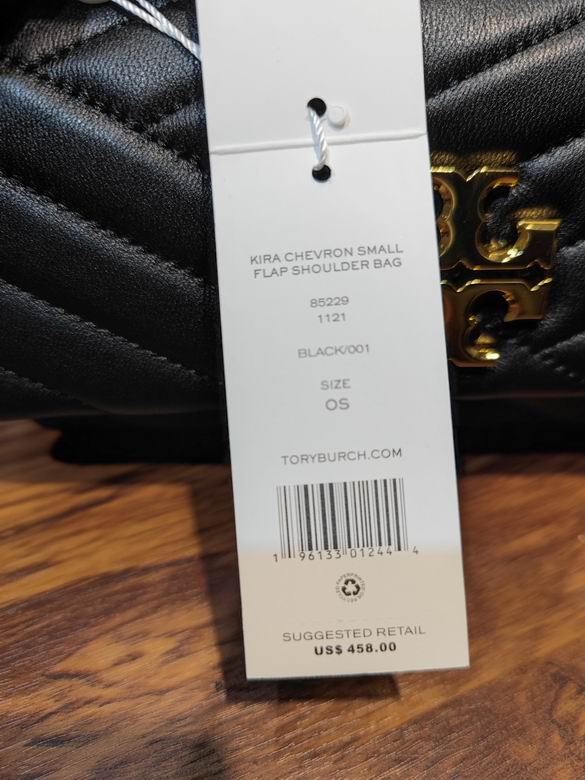 KIRA CHEVRON SMALL
FLAP SHOULDER BAG
85229
1121
BLACK/001
SIZE
OS
TORYBURCH.COM
1 96133 01244 4
SUGGESTED RETAIL
US$ 458.00